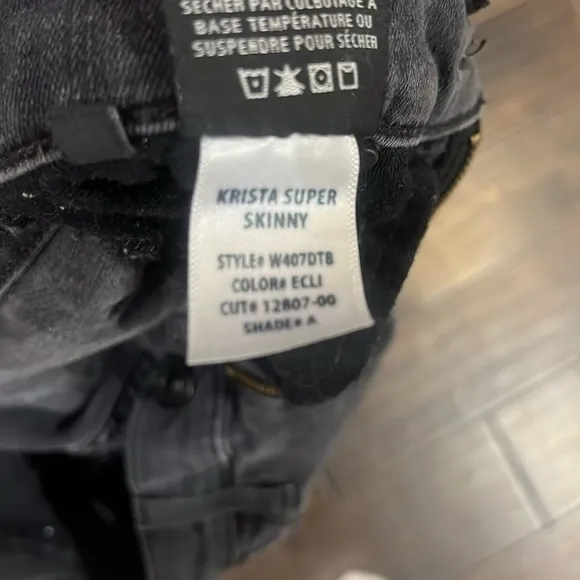 SÉCHER PAR CULBUTAGE À
BASE TEMPÉRATURE OU
SUSPENDRE POUR SÉCHER
KRISTA SUPER
SKINNY
STYLE# W407DTB
COLOR# ECLI
CUT# 12807-00
SHADE# A